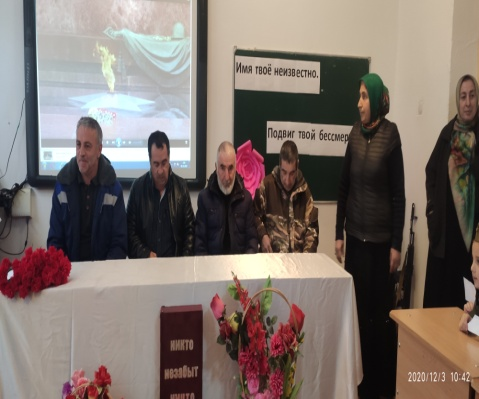 Имя твоё неизвестно.
Подвиг твой бессмер
никто
незабыт
ничто
2020/12/3 10:42